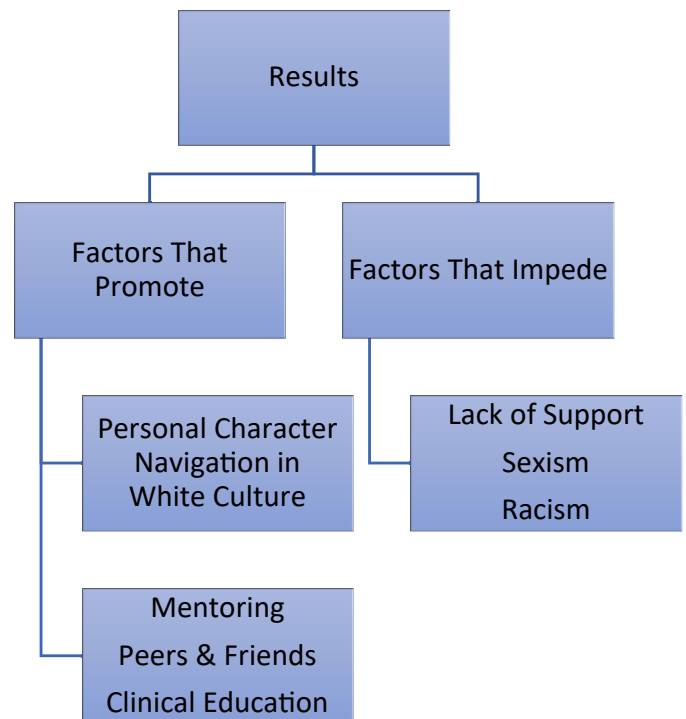 Results
Factors That
Promote
Factors That Impede
Personal Character
Navigation in
White Culture
Lack of Support
Sexism
Racism
Mentoring
Peers & Friends
Clinical Education